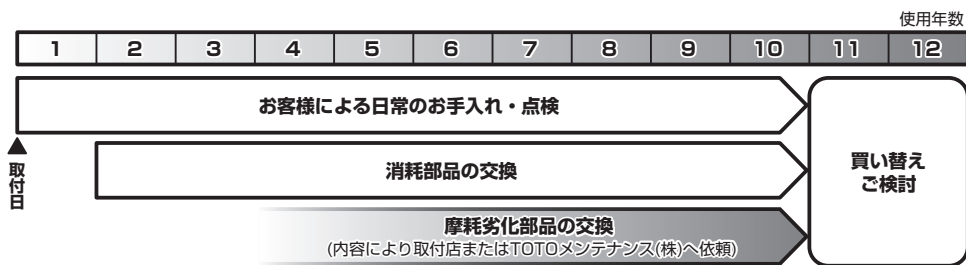 使用年数
1 2 3 4 5 6 7 8 9 10 11 12
お客様による日常のお手入れ・点検
取付日
消耗部品の交換
買い替え
ご検討
摩耗劣化部品の交換
(内容により取付店またはTOTOメンテナンス(株)へ依頼)